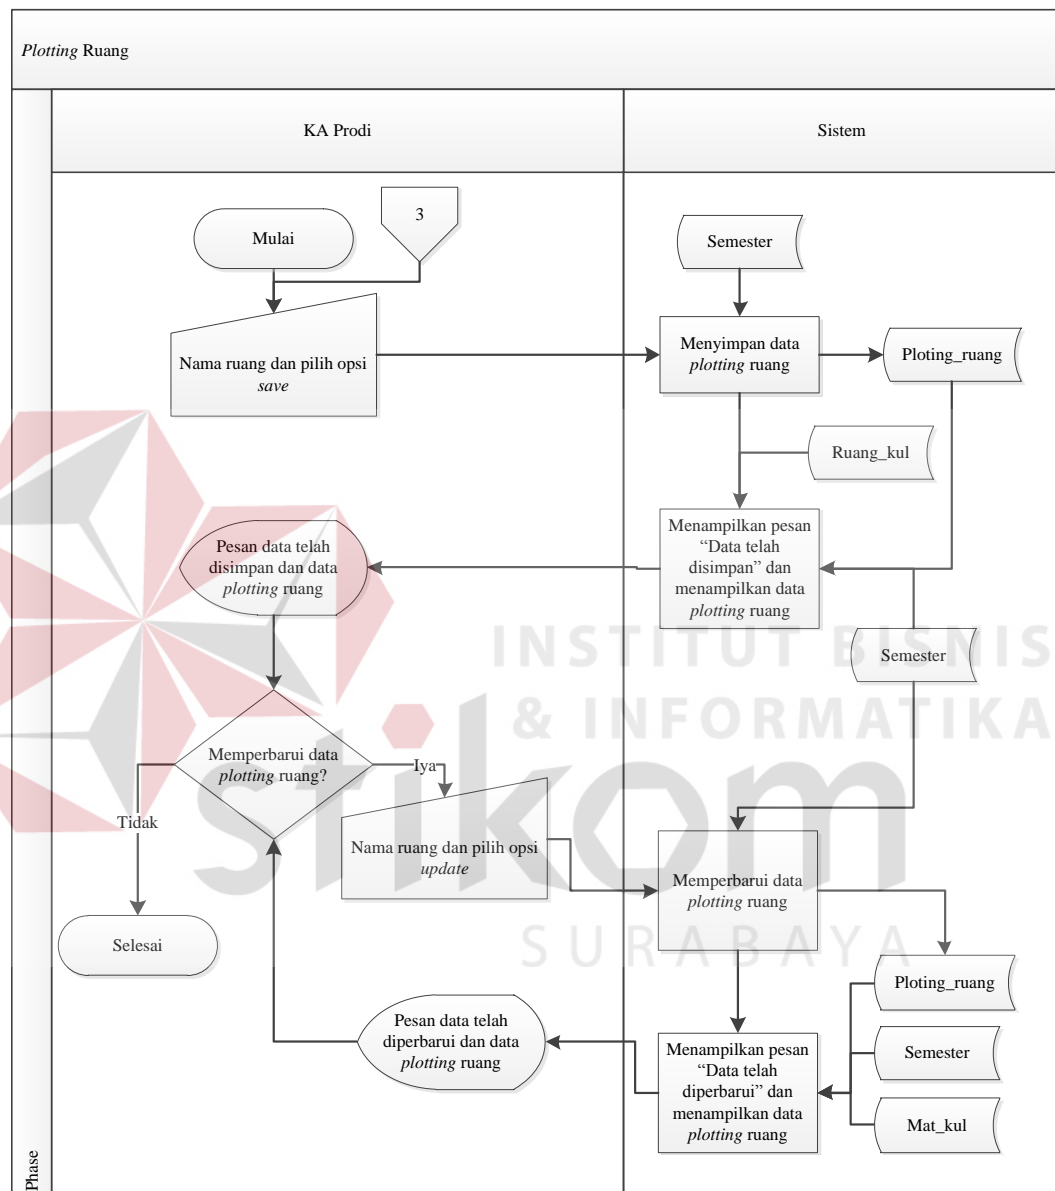 Plotting Ruang
KA Prodi
Sistem
Mulai
3
Semester
Nama ruang dan pilih opsi
save
Menyimpan data
plotting ruang
Ploting_ruang
Ruang_kul
Pesan data telah
disimpan dan data
plotting ruang
Menampilkan pesan
“Data telah
disimpan” dan
menampilkan data
plotting ruang
Semester
INSTITUT BISNIS
& INFORMATIKA
stikom
SURABAYA
Memperbarui data
plotting ruang?
Iya
Tidak
Nama ruang dan pilih opsi
update
Memperbarui data
plotting ruang
Selesai
Ploting_ruang
Pesan data telah
diperbarui dan data
plotting ruang
Menampilkan pesan
“Data telah
diperbarui” dan
menampilkan data
plotting ruang
Semester
Mat_kul
Phase